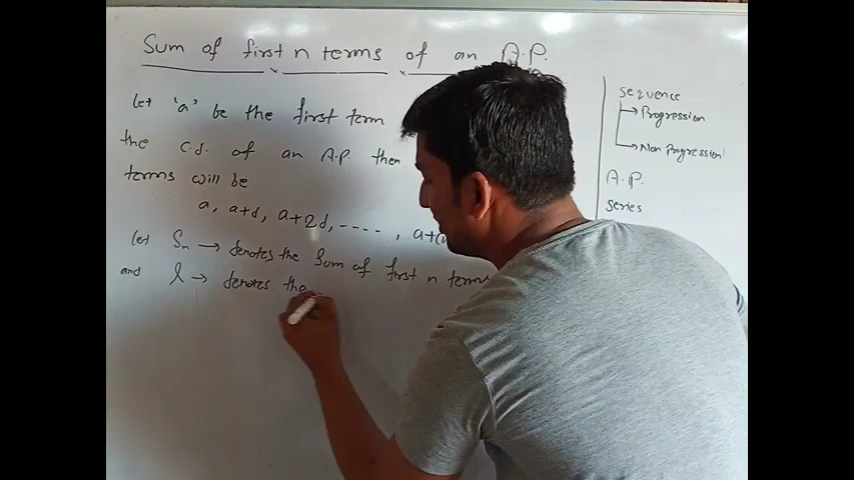 Sum of first n terms of an A.P.
Let 'a' be the first term
the c.d. of an A.P. then
terms will be
a, a+d, a+2d, ....., a+(
Let Sn → denotes the Sum of first n terms
and l → denotes the
Sequence
→ Progression
→ Non Progression
A.P.
Series